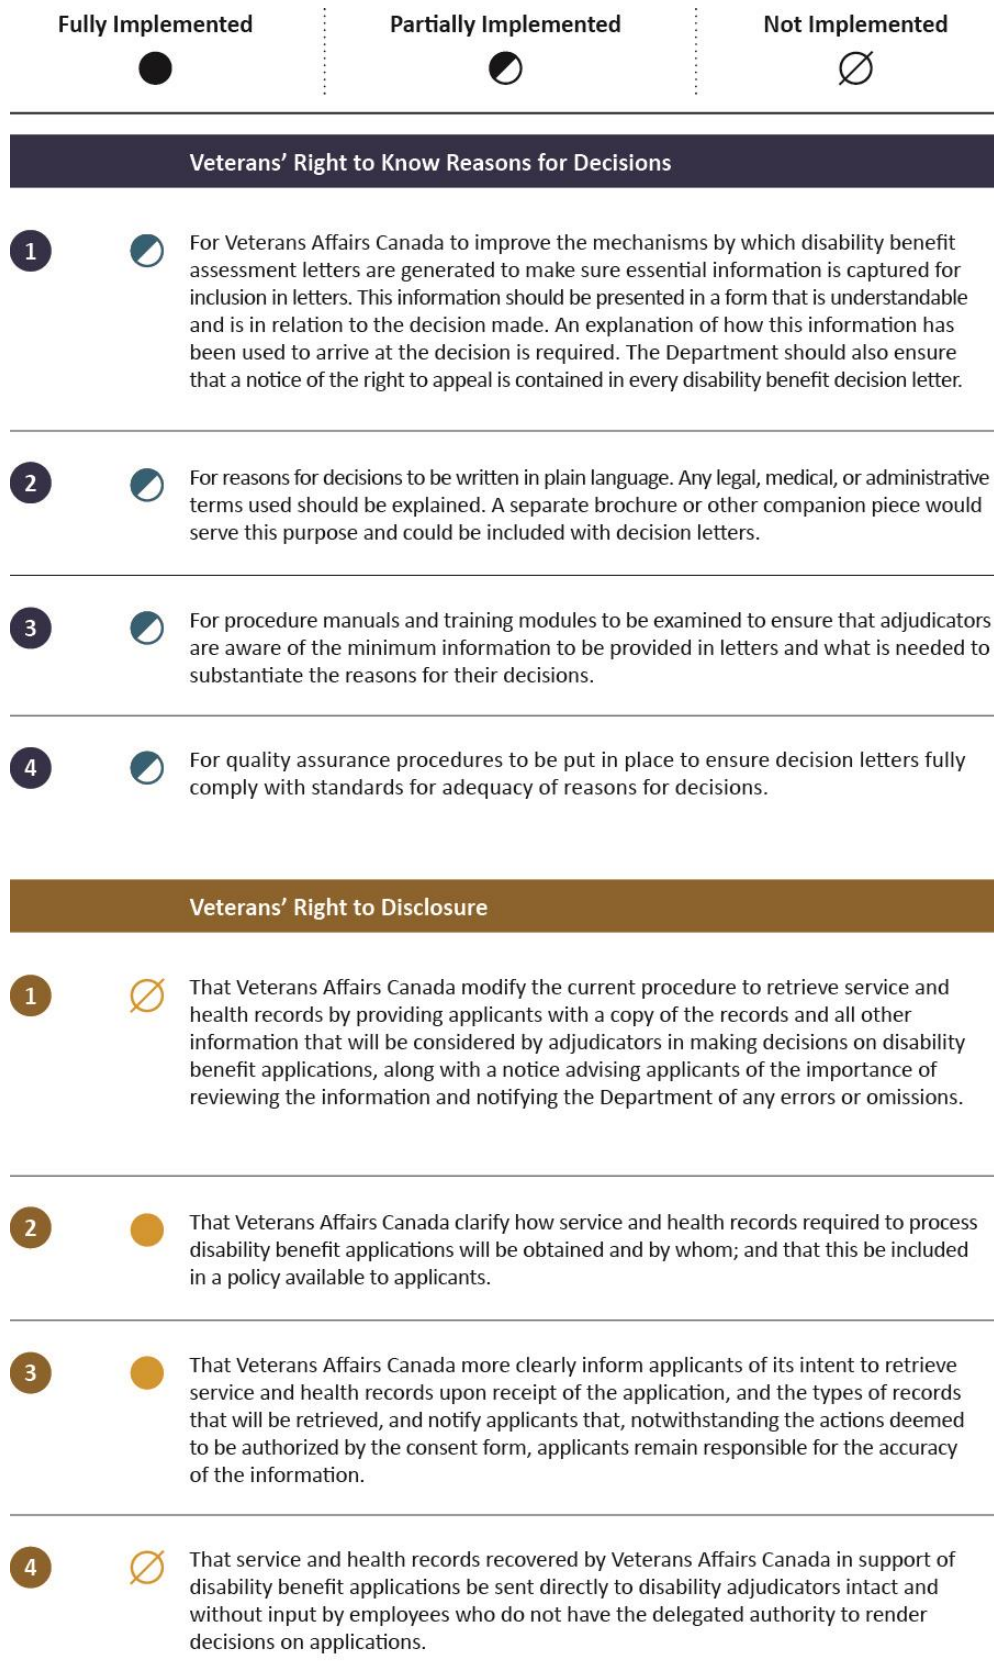 Fully Implemented
Partially Implemented
Not Implemented
Veterans' Right to Know Reasons for Decisions
1
For Veterans Affairs Canada to improve the mechanisms by which disability benefit
assessment letters are generated to make sure essential information is captured for
inclusion in letters. This information should be presented in a form that is understandable
and is in relation to the decision made. An explanation of how this information has
been used to arrive at the decision is required. The Department should also ensure
that a notice of the right to appeal is contained in every disability benefit decision letter.
2
For reasons for decisions to be written in plain language. Any legal, medical, or administrative
terms used should be explained. A separate brochure or other companion piece would
serve this purpose and could be included with decision letters.
3
For procedure manuals and training modules to be examined to ensure that adjudicators
are aware of the minimum information to be provided in letters and what is needed to
substantiate the reasons for their decisions.
4
For quality assurance procedures to be put in place to ensure decision letters fully
comply with standards for adequacy of reasons for decisions.
Veterans' Right to Disclosure
1
That Veterans Affairs Canada modify the current procedure to retrieve service and
health records by providing applicants with a copy of the records and all other
information that will be considered by adjudicators in making decisions on disability
benefit applications, along with a notice advising applicants of the importance of
reviewing the information and notifying the Department of any errors or omissions.
2
That Veterans Affairs Canada clarify how service and health records required to process
disability benefit applications will be obtained and by whom; and that this be included
in a policy available to applicants.
3
That Veterans Affairs Canada more clearly inform applicants of its intent to retrieve
service and health records upon receipt of the application, and the types of records
that will be retrieved, and notify applicants that, notwithstanding the actions deemed
to be authorized by the consent form, applicants remain responsible for the accuracy
of the information.
4
That service and health records recovered by Veterans Affairs Canada in support of
disability benefit applications be sent directly to disability adjudicators intact and
without input by employees who do not have the delegated authority to render
decisions on applications.